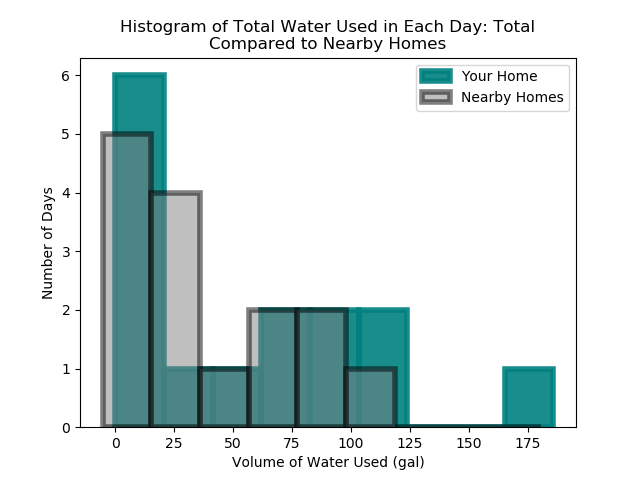 Histogram of Total Water Used in Each Day: Total
Compared to Nearby Homes
Your Home
Nearby Homes
6
5
4
3
2
1
0
Number of Days
0 25 50 75 100 125 150 175
Volume of Water Used (gal)